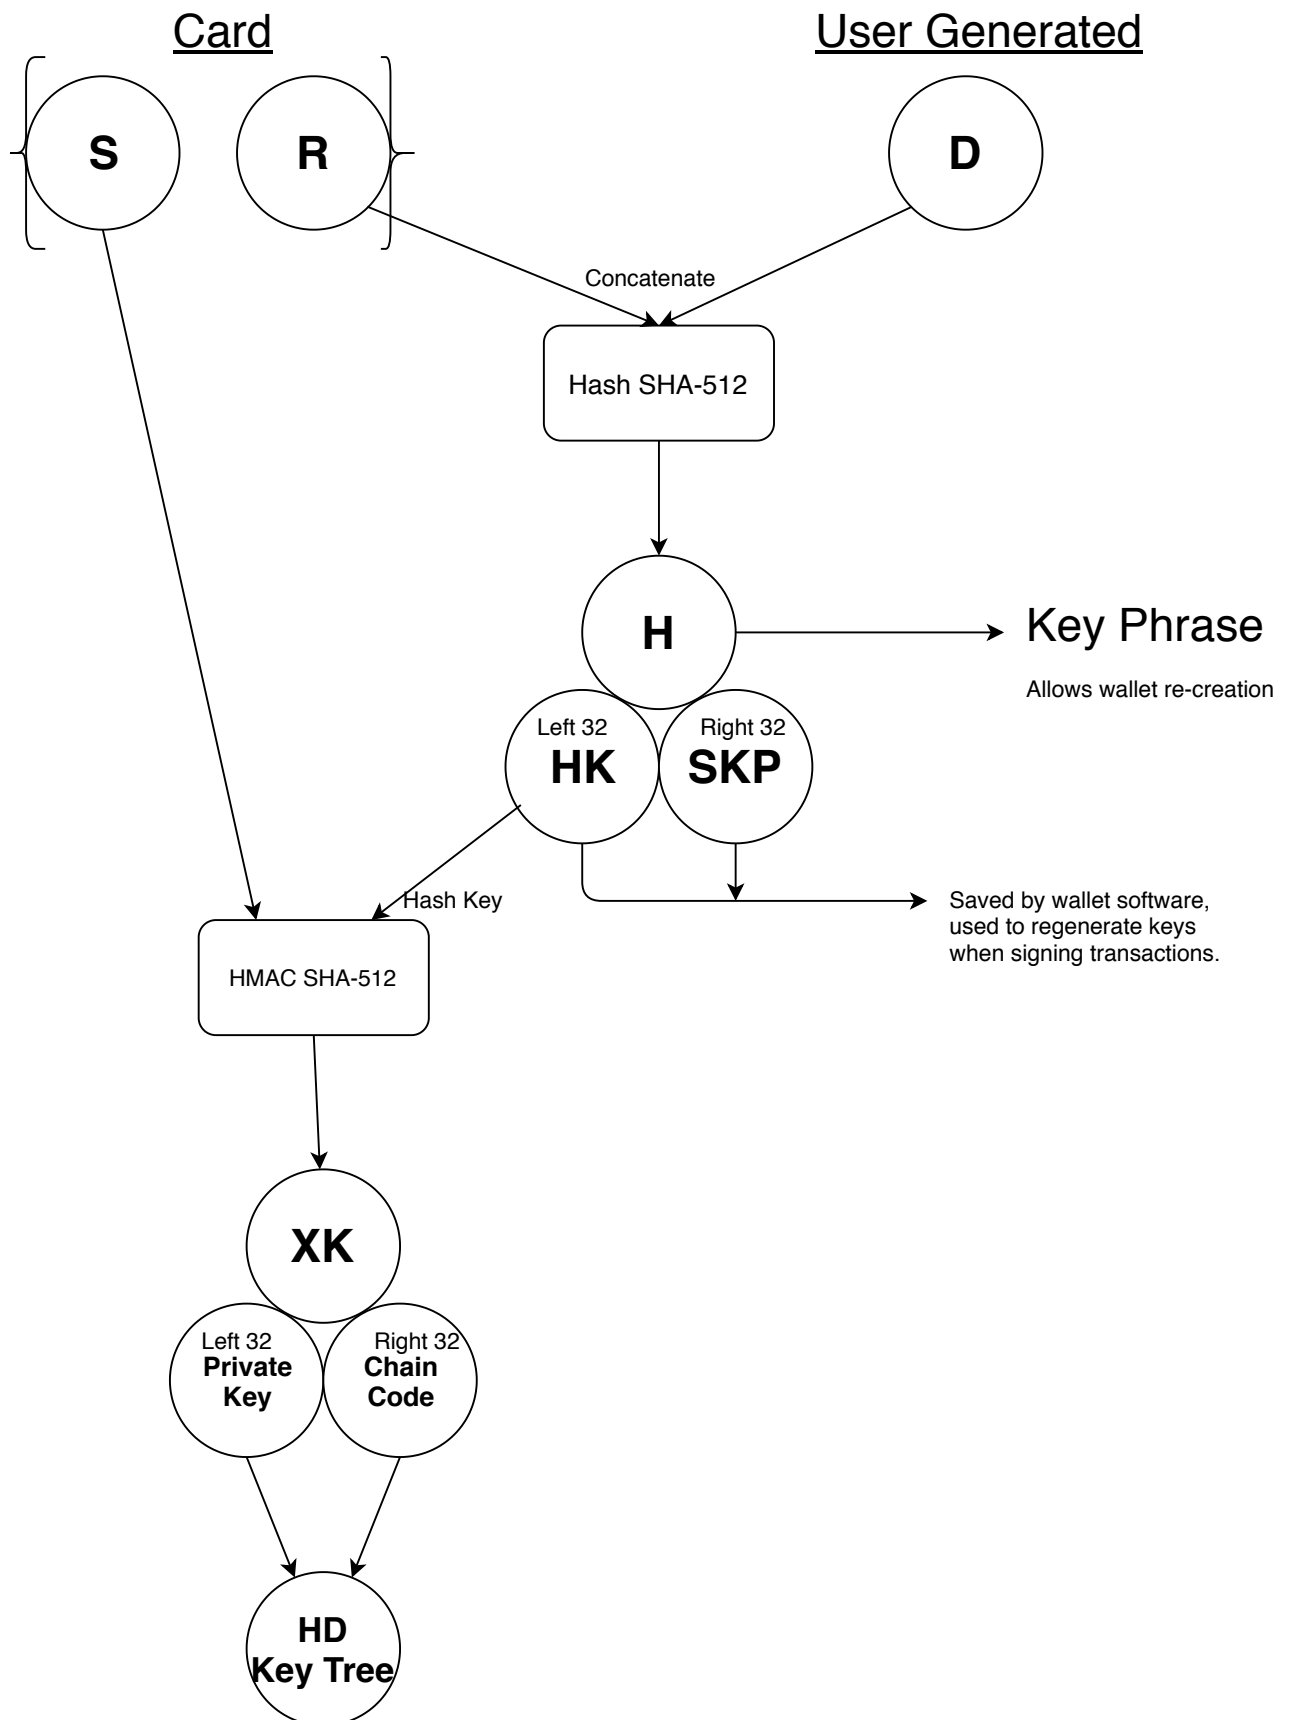 Card
User Generated
S
R
D
Concatenate
Hash SHA-512
H
Key Phrase
Allows wallet re-creation
Left 32
HK
Right 32
SKP
Hash Key
Saved by wallet software,
used to regenerate keys
when signing transactions.
HMAC SHA-512
XK
Left 32
Private
Key
Right 32
Chain
Code
HD
Key Tree